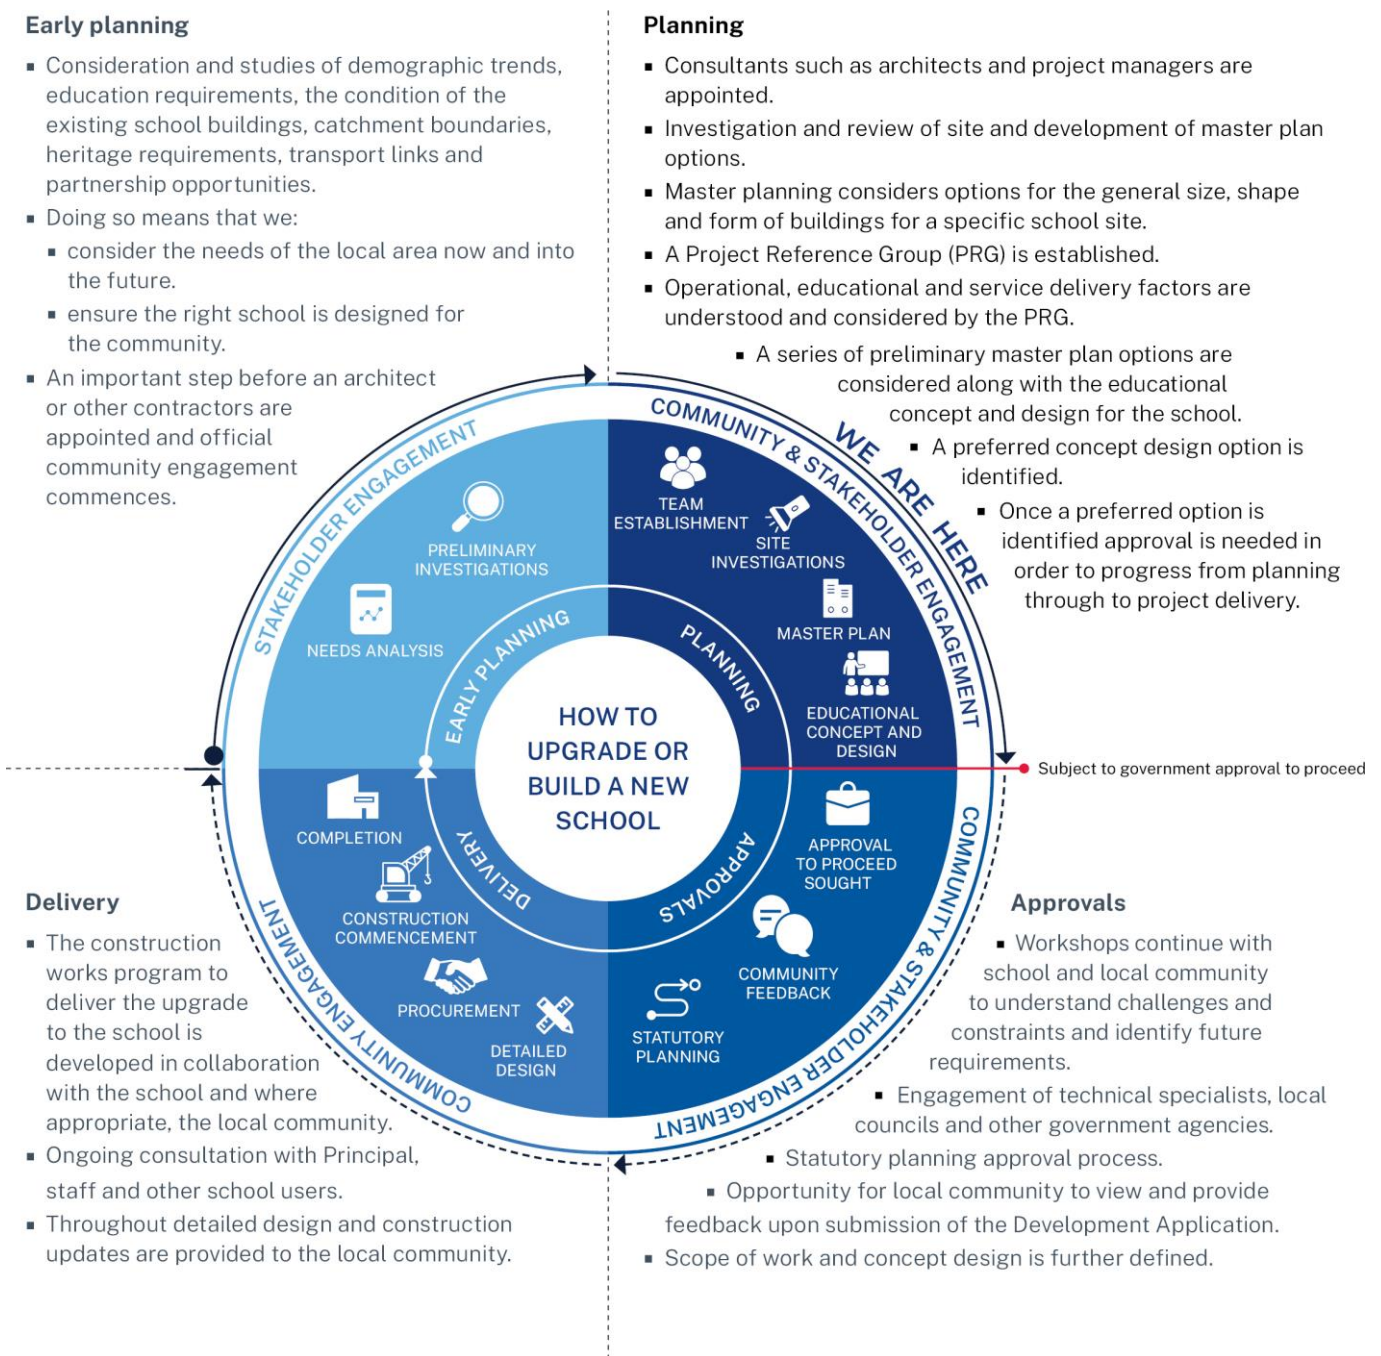 Early planning
▪ Consideration and studies of demographic trends,
education requirements, the condition of the
existing school buildings, catchment boundaries,
heritage requirements, transport links and
partnership opportunities.
▪ Doing so means that we:
▪ consider the needs of the local area now and into
the future.
▪ ensure the right school is designed for
the community.
▪ An important step before an architect
or other contractors are
appointed and official
community engagement
commences.
Planning
▪ Consultants such as architects and project managers are
appointed.
▪ Investigation and review of site and development of master plan
options.
▪ Master planning considers options for the general size, shape
and form of buildings for a specific school site.
▪ A Project Reference Group (PRG) is established.
▪ Operational, educational and service delivery factors are
understood and considered by the PRG.
▪ A series of preliminary master plan options are
considered along with the educational
concept and design for the school.
▪ A preferred concept design option is
identified.
▪ Once a preferred option is
identified approval is needed in
order to progress from planning
through to project delivery.
STAKEHOLDER ENGAGEMENT
COMMUNITY & STAKEHOLDER ENGAGEMENT
WE ARE HERE
PRELIMINARY
INVESTIGATIONS
NEEDS ANALYSIS
EARLY PLANNING
TEAM
ESTABLISHMENT
SITE
INVESTIGATIONS
MASTER PLAN
EDUCATIONAL
CONCEPT AND
DESIGN
PLANNING
HOW TO
UPGRADE OR
BUILD A NEW
SCHOOL
Subject to government approval to proceed
COMPLETION
CONSTRUCTION
COMMENCEMENT
PROCUREMENT
DETAILED
DESIGN
DELIVERY
COMMUNITY ENGAGEMENT
APPROVAL
TO PROCEED
SOUGHT
COMMUNITY
FEEDBACK
STATUTORY
PLANNING
APPROVALS
COMMUNITY & STAKEHOLDER ENGAGEMENT
Delivery
▪ The construction
works program to
deliver the upgrade
to the school is
developed in collaboration
with the school and where
appropriate, the local community.
▪ Ongoing consultation with Principal,
staff and other school users.
▪ Throughout detailed design and construction
updates are provided to the local community.
Approvals
▪ Workshops continue with
school and local community
to understand challenges and
constraints and identify future
requirements.
▪ Engagement of technical specialists, local
councils and other government agencies.
▪ Statutory planning approval process.
▪ Opportunity for local community to view and provide
feedback upon submission of the Development Application.
▪ Scope of work and concept design is further defined.